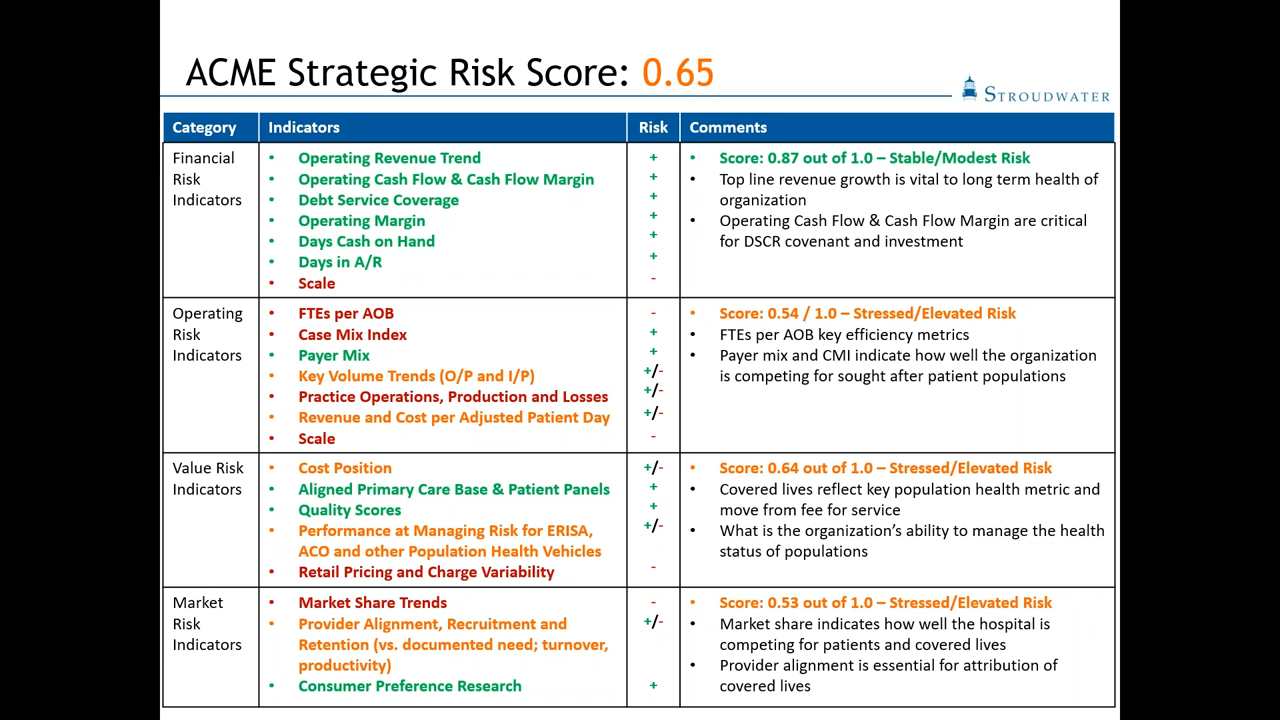 ACME Strategic Risk Score: 0.65
STROUDWATER
Category Indicators Risk Comments
Financial
Risk
Indicators
• Operating Revenue Trend
• Operating Cash Flow & Cash Flow Margin
• Debt Service Coverage
• Operating Margin
• Days Cash on Hand
• Days in A/R
• Scale
+
+
+
+
+
+
-
• Score: 0.87 out of 1.0 – Stable/Modest Risk
• Top line revenue growth is vital to long term health of
organization
• Operating Cash Flow & Cash Flow Margin are critical
for DSCR covenant and investment
Operating
Risk
Indicators
• FTEs per AOB
• Case Mix Index
• Payer Mix
• Key Volume Trends (O/P and I/P)
• Practice Operations, Production and Losses
• Revenue and Cost per Adjusted Patient Day
• Scale
-
+
+
+/-
+/-
+/-
-
• Score: 0.54 / 1.0 – Stressed/Elevated Risk
• FTEs per AOB key efficiency metrics
• Payer mix and CMI indicate how well the organization
is competing for sought after patient populations
Value Risk
Indicators
• Cost Position
• Aligned Primary Care Base & Patient Panels
• Quality Scores
• Performance at Managing Risk for ERISA,
ACO and other Population Health Vehicles
• Retail Pricing and Charge Variability
+/-
+
+
+/-
-
• Score: 0.64 out of 1.0 – Stressed/Elevated Risk
• Covered lives reflect key population health metric and
move from fee for service
• What is the organization’s ability to manage the health
status of populations
Market
Risk
Indicators
• Market Share Trends
• Provider Alignment, Recruitment and
Retention (vs. documented need; turnover,
productivity)
• Consumer Preference Research
-
+/-
+
• Score: 0.53 out of 1.0 – Stressed/Elevated Risk
• Market share indicates how well the hospital is
competing for patients and covered lives
• Provider alignment is essential for attribution of
covered lives